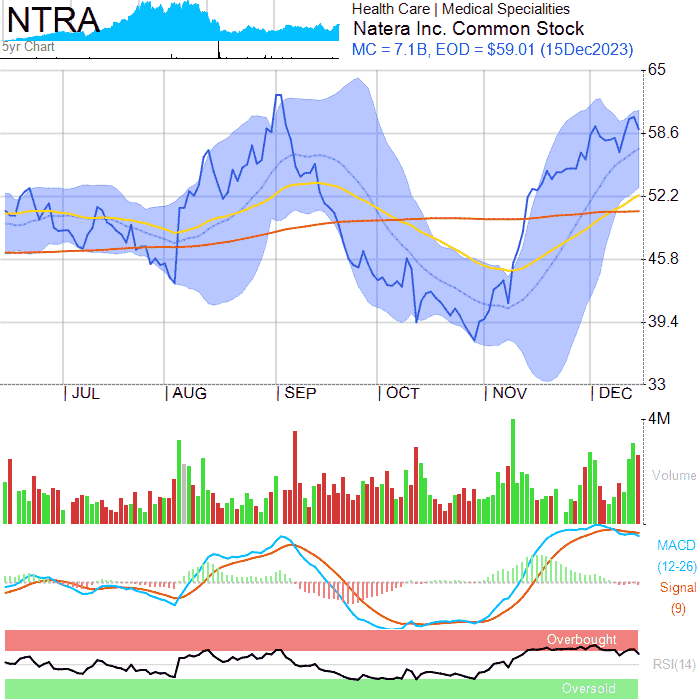 NTRA
5yr Chart
Health Care | Medical Specialities
Natera Inc. Common Stock
MC = 7.1B, EOD = $59.01 (15Dec2023)
65
58.6
52.2
45.8
39.4
33
JUL
AUG
SEP
OCT
NOV
DEC
4M
Volume
MACD
(12-26)
Signal
(9)
Overbought
RSI(14)
Oversold